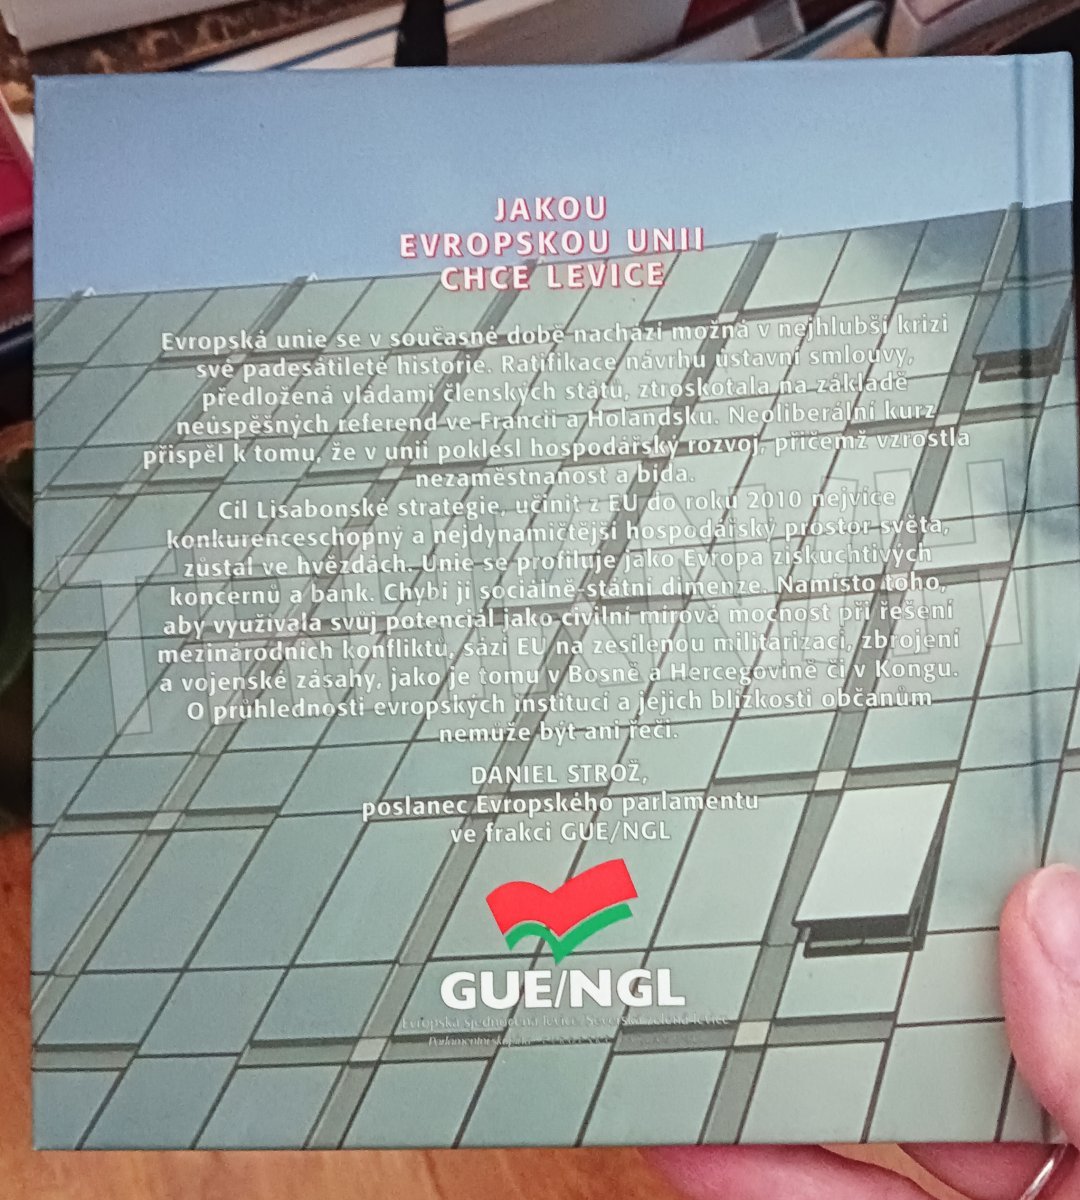 JAKOU
EVROPSKOU UNII
CHCE LEVICE
Evropská unie se v současné době nachází možná v nejhlubší krizi
své padesátileté historie. Ratifikace návrhu ústavní smlouvy,
předložená vládami členských států, ztroskotala na základě
neúspěšných referend ve Francii a Holandsku. Neoliberální kurz
přispěl k tomu, že v unii poklesl hospodářský rozvoj, přičemž vzrostla
nezaměstnanost a bída.
Cíl Lisabonské strategie, učinit z EU do roku 2010 nejvíce
konkurenceschopný a nejdynamičtější hospodářský prostor světa,
zůstal ve hvězdách. Unie se profiluje jako Evropa ziskuchtivých
koncernů a bank. Chybí jí sociálně-státní dimenze. Namísto toho,
aby využívala svůj potenciál jako civilní mírová mocnost při řešení
mezinárodních konfliktů, sází EU na zesílenou militarizaci, zbrojení
a vojenské zásahy, jako je tomu v Bosně a Hercegovině či v Kongu.
O průhlednosti evropských institucí a jejich blízkosti občanům
nemůže být ani řeči.
DANIEL STROŽ,
poslanec Evropského parlamentu
ve frakci GUE/NGL
GUE/NGL
Evropská sjednocená levice/Severská zelená levice